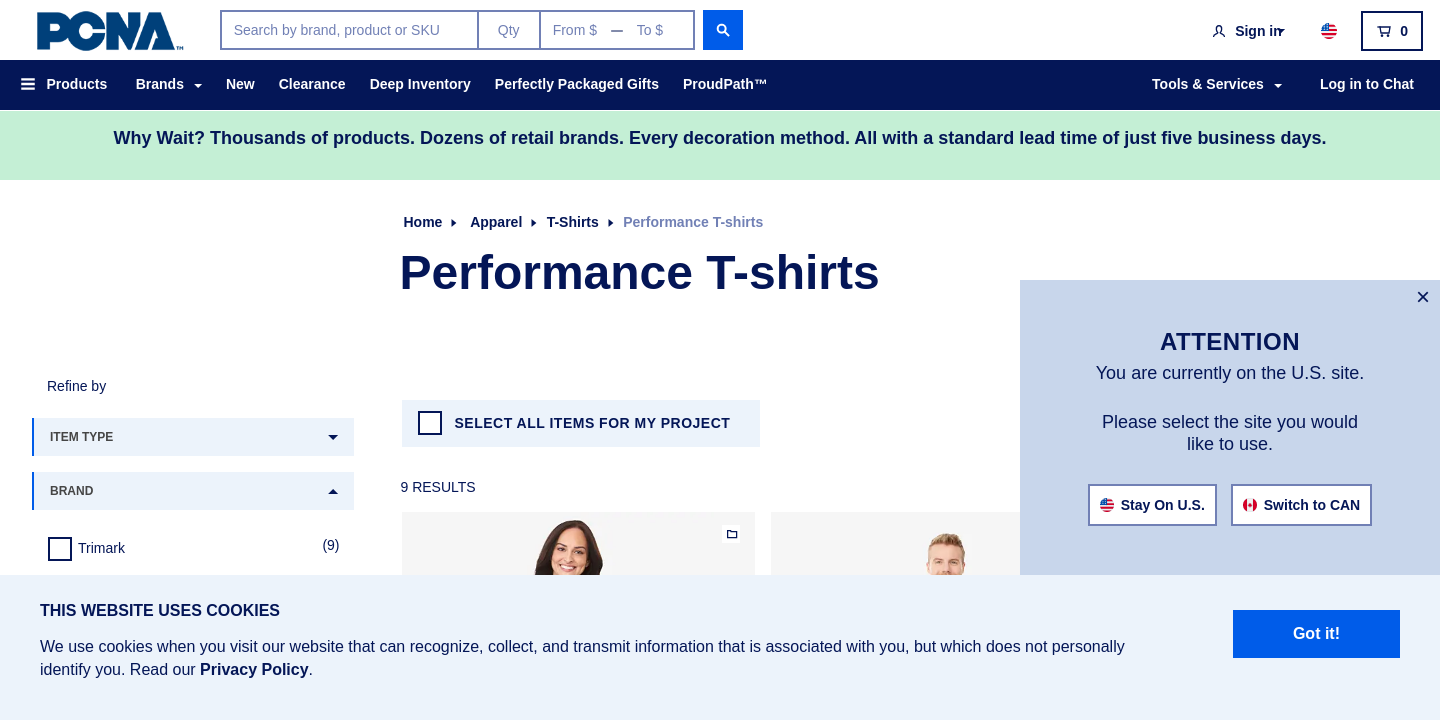 PCNA™
Search by brand, product or SKU
Qty
From $ — To $
Sign in
0
Products
Brands
New
Clearance
Deep Inventory
Perfectly Packaged Gifts
ProudPath™
Tools & Services
Log in to Chat
Why Wait? Thousands of products. Dozens of retail brands. Every decoration method. All with a standard lead time of just five business days.
Home
Apparel
T-Shirts
Performance T-shirts
Performance T-shirts
Refine by
ITEM TYPE
BRAND
Trimark
(9)
SELECT ALL ITEMS FOR MY PROJECT
9 RESULTS
ATTENTION
You are currently on the U.S. site.
Please select the site you would
like to use.
Stay On U.S.
Switch to CAN
THIS WEBSITE USES COOKIES
We use cookies when you visit our website that can recognize, collect, and transmit information that is associated with you, but which does not personally
identify you. Read our Privacy Policy.
Got it!